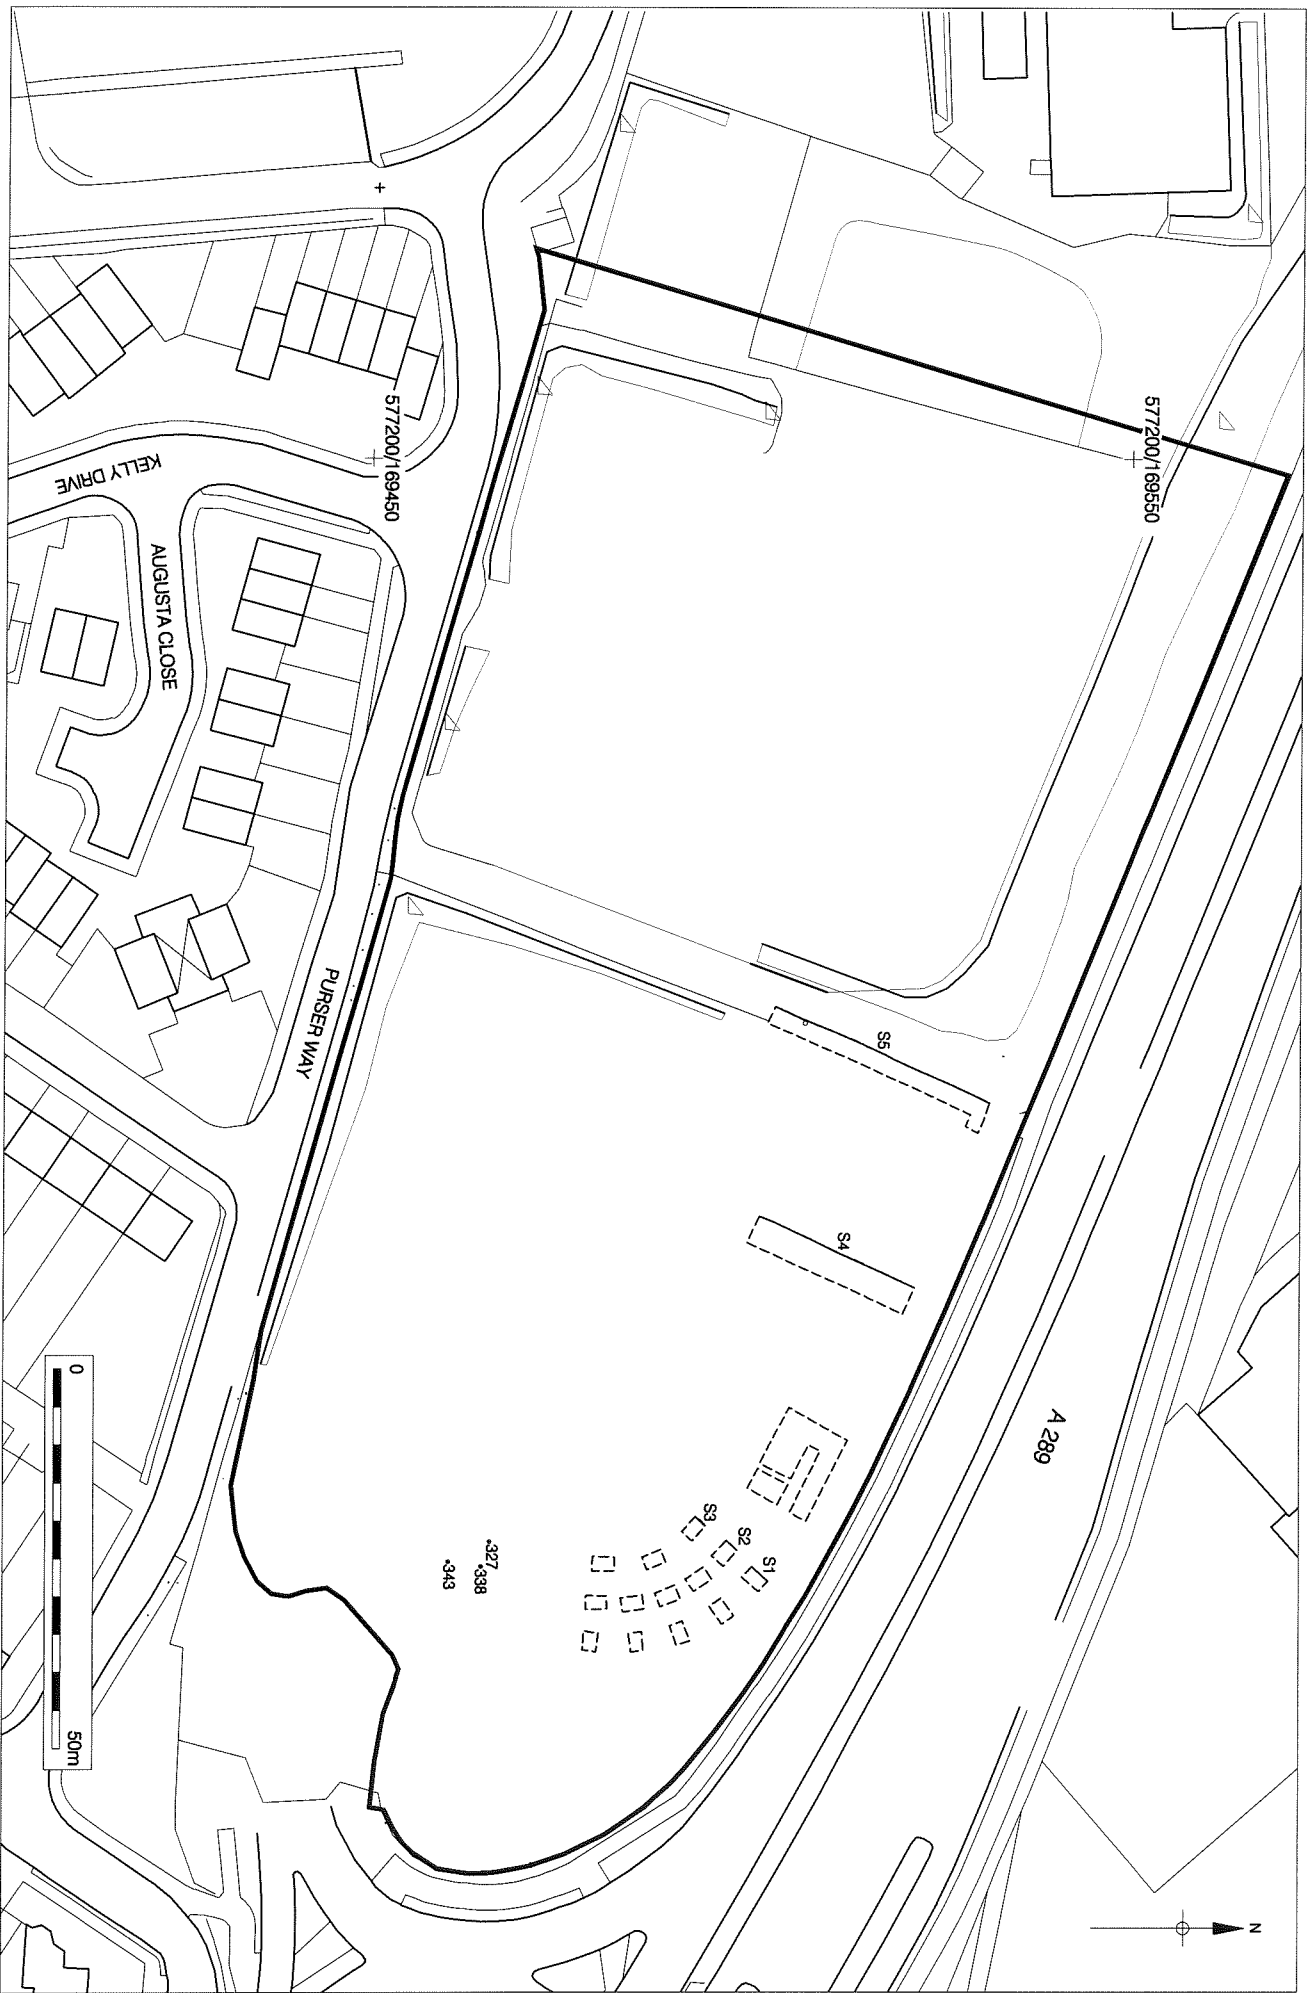 577200/169550
577200/169450
A 289
KELLY DRIVE
AUGUSTA CLOSE
PURSER WAY
S5
S4
S3
S2
S1
•327
•338
•343
0
50m
N